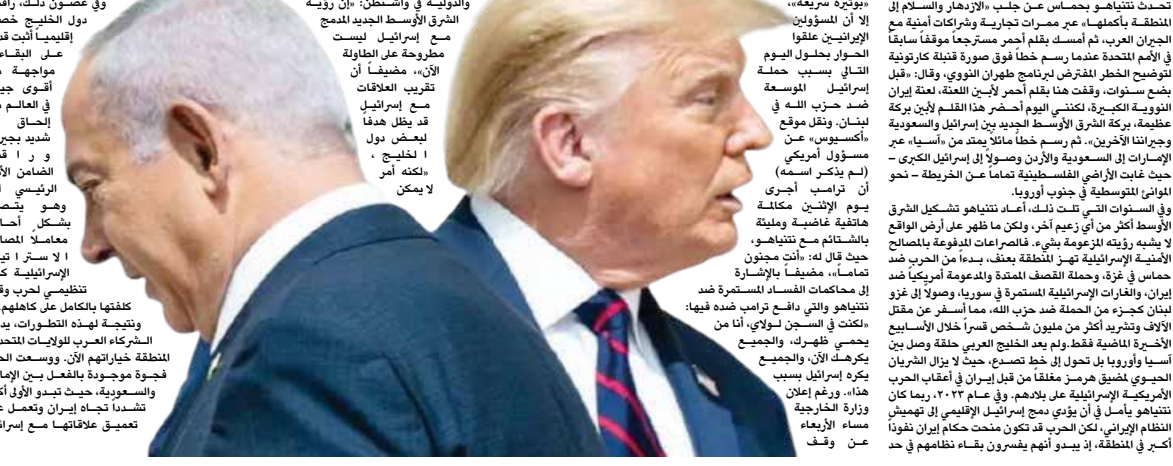 تحدث نتنياهو بحماس عن جلب «الازدهار والسلام إلى
المنطقة بأكملها» عبر ممرات تجارية وشراكات أمنية مع
الجيران العرب، ثم أمسك بقلم أحمر مسترجعاً موقفاً سابقاً
في الأمم المتحدة عندما رسم خطاً فوق صورة قنبلة كارتونية
لتوضيح الخطر المفترض لبرنامج طهران النووي، وقال: «قبل
بضع سنوات، وقفت هنا بقلم أحمر لأبين اللعنة، لعنة إيران
النووية الكبيرة، لكنني اليوم أحضر هذا القلم لأبين بركة
عظيمة، بركة الشرق الأوسط الجديد بين إسرائيل والسعودية
وجيراننا الآخرين». ثم رسم خطاً مائلاً يمتد من «آسيا» عبر
الإمارات إلى السعودية والأردن وصولاً إلى إسرائيل الكبرى –
حيث غابت الأراضي الفلسطينية تماماً عن الخريطة – نحو
الموانئ المتوسطية في جنوب أوروبا.
وفي السنوات التي تلت ذلك، أعاد نتنياهو تشكيل الشرق
الأوسط أكثر من أي زعيم آخر، ولكن ما ظهر على أرض الواقع
لا يشبه رؤيته المزعومة بشيء. فالصراعات المدفوعة بالمصالح
الأمنية الإسرائيلية تهز المنطقة بعنف، بدءاً من الحرب ضد
حماس في غزة، وحملة القصف الممتدة والمدعومة أمريكياً ضد
إيران، والغارات الإسرائيلية المستمرة في سوريا، وصولاً إلى غزو
لبنان كجزء من الحملة ضد حزب الله، مما أسفر عن مقتل
الآلاف وتشريد أكثر من مليون شخص قسراً خلال الأسابيع
الأخيرة الماضية فقط. ولم يعد الخليج العربي حلقة وصل بين
آسيا وأوروبا بل تحول إلى خط تصدع، حيث لا يزال الشريان
الحيوي لمضيق هرمز مغلقاً من قبل إيران في أعقاب الحرب
الأمريكية الإسرائيلية على بلادهم. وفي عام ٢٠٢٣، ربما كان
نتنياهو يأمل في أن يؤدي دمج إسرائيل الإقليمي إلى تهميش
النظام الإيراني، لكن الحرب قد تكون منحت حكام إيران نفوذاً
أكبر في المنطقة، إذ يبدو أنهم يفسرون بقاء نظامهم في حد
«بوتيرة سريعة»،
إلا أن المسؤولين
الإيرانيين علقوا
الحوار بحلول اليوم
التالي بسبب حملة
إسرائيل الموسعة
ضد حزب الله في
لبنان. ونقل موقع
«أكسيوس» عن
مسؤول أمريكي
(لم يذكر اسمه)
أن ترامب أجرى
يوم الإثنين مكالمة
هاتفية غاضبة ومليئة
بالشتائم مع نتنياهو،
حيث قال له: «أنت مجنون
تماماً»، مضيفاً بالإشارة
إلى محاكمات الفساد المستمرة ضد
نتنياهو والتي دافع ترامب ضده فيها:
«لكنت في السجن لولاي، أنا من
يحمي ظهرك، والجميع
يكرهك الآن، والجميع
يكره إسرائيل بسبب
هذا». ورغم إعلان
وزارة الخارجية
مساء الأربعاء
عن وقف
والدولية في واشنطن: «إن رؤية
الشرق الأوسط الجديد المدمج
مع إسرائيل ليست
مطروحة على الطاولة
الآن»، مضيفاً أن
تقريب العلاقات
مع إسرائيل
قد يظل هدفاً
لبعض دول
الخليج،
«لكنه أمر
لا يمكن
وفي غضون ذلك،
دول الخليج
إقليمياً أثبت
على البقاء
مواجهة
أقوى
في العالم
إلحاق
شديد
الضامن
الرئيسي
وهو
بشكل
معاملاً
الإسرائيلية
تنظيمي لحرب
كلفتها بالكامل على كاهلهم.
ونتيجة لهذه التطورات،
الشركاء العرب للولايات
المنطقة خياراتهم الآن. ووسعت
فجوة موجودة بالفعل بين
والسعودية، حيث تبدو الأولى
تشدداً تجاه إيران وتعمل
تعميق علاقاتها مع